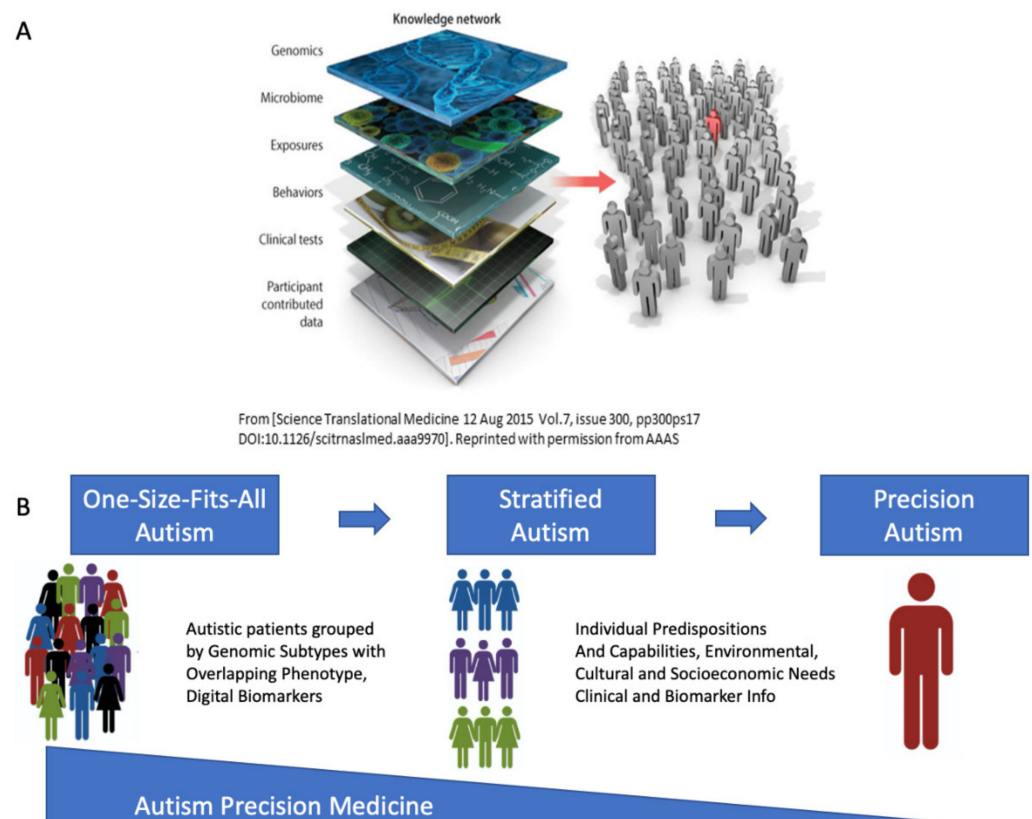 A
Knowledge network
Genomics
Microbiome
Exposures
Behaviors
Clinical tests
Participant
contributed
data
From [Science Translational Medicine 12 Aug 2015 Vol.7, issue 300, pp300ps17
DOI:10.1126/scitrnaslmed.aaa9970]. Reprinted with permission from AAAS
B
One-Size-Fits-All
Autism
Stratified
Autism
Precision
Autism
Autistic patients grouped
by Genomic Subtypes with
Overlapping Phenotype,
Digital Biomarkers
Individual Predispositions
And Capabilities, Environmental,
Cultural and Socioeconomic Needs
Clinical and Biomarker Info
Autism Precision Medicine